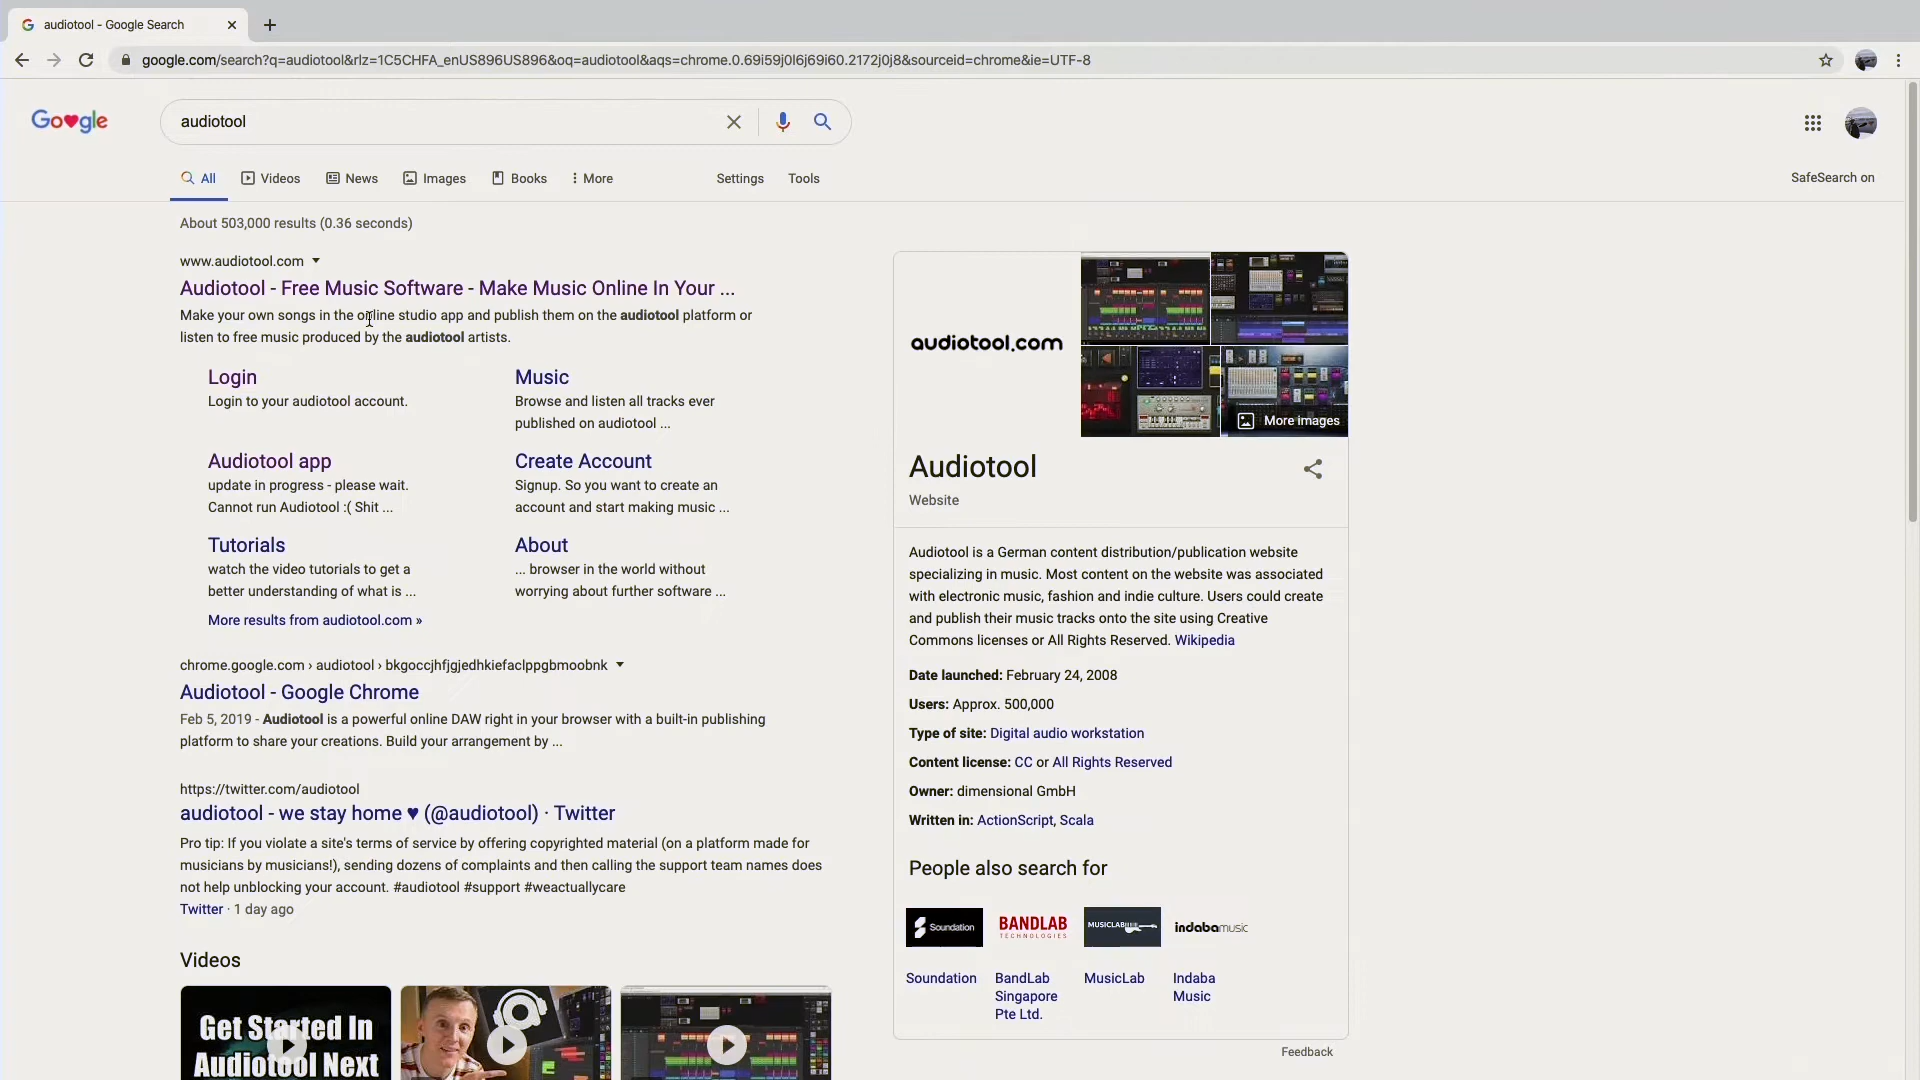 audiotool - Google Search
google.com/search?q=audiotool&rlz=1C5CHFA_enUS896US896&oq=audiotool&aqs=chrome.0.69i59j0l6j69i60.2172j0j8&sourceid=chrome&ie=UTF-8
Go♥gle
audiotool
All
Videos
News
Images
Books
More
Settings
Tools
SafeSearch on
About 503,000 results (0.36 seconds)
www.audiotool.com
Audiotool - Free Music Software - Make Music Online In Your ...
Make your own songs in the online studio app and publish them on the audiotool platform or
listen to free music produced by the audiotool artists.
Login
Login to your audiotool account.
Music
Browse and listen all tracks ever
published on audiotool ...
Audiotool app
update in progress - please wait.
Cannot run Audiotool :( Shit ...
Create Account
Signup. So you want to create an
account and start making music ...
Tutorials
watch the video tutorials to get a
better understanding of what is ...
About
... browser in the world without
worrying about further software ...
More results from audiotool.com »
chrome.google.com › audiotool › bkgoccjhfjgjedhkiefaclppgbmoobnk
Audiotool - Google Chrome
Feb 5, 2019 - Audiotool is a powerful online DAW right in your browser with a built-in publishing
platform to share your creations. Build your arrangement by ...
https://twitter.com/audiotool
audiotool - we stay home ♥ (@audiotool) · Twitter
Pro tip: If you violate a site's terms of service by offering copyrighted material (on a platform made for
musicians by musicians!), sending dozens of complaints and then calling the support team names does
not help unblocking your account. #audiotool #support #weactuallycare
Twitter · 1 day ago
Videos
Get Started In
Audiotool Next
audiotool.com
More images
Audiotool
Website
Audiotool is a German content distribution/publication website
specializing in music. Most content on the website was associated
with electronic music, fashion and indie culture. Users could create
and publish their music tracks onto the site using Creative
Commons licenses or All Rights Reserved. Wikipedia
Date launched: February 24, 2008
Users: Approx. 500,000
Type of site: Digital audio workstation
Content license: CC or All Rights Reserved
Owner: dimensional GmbH
Written in: ActionScript, Scala
People also search for
Soundation
BANDLAB
TECHNOLOGIES
MUSICLAB
indabamusic
Soundation
BandLab
Singapore
Pte Ltd.
MusicLab
Indaba
Music
Feedback